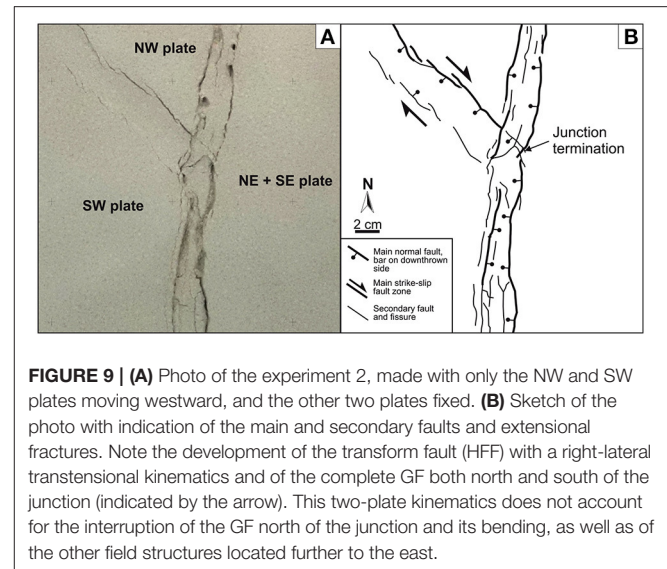 NW plate
A
SW plate
NE + SE plate
B
Junction
termination
N
2 cm
Main normal fault,
bar on downthrown
side
Main strike-slip
fault zone
Secondary fault
and fissure
FIGURE 9 | (A) Photo of the experiment 2, made with only the NW and SW
plates moving westward, and the other two plates fixed. (B) Sketch of the
photo with indication of the main and secondary faults and extensional
fractures. Note the development of the transform fault (HFF) with a right-lateral
transtensional kinematics and of the complete GF both north and south of the
junction (indicated by the arrow). This two-plate kinematics does not account
for the interruption of the GF north of the junction and its bending, as well as of
the other field structures located further to the east.